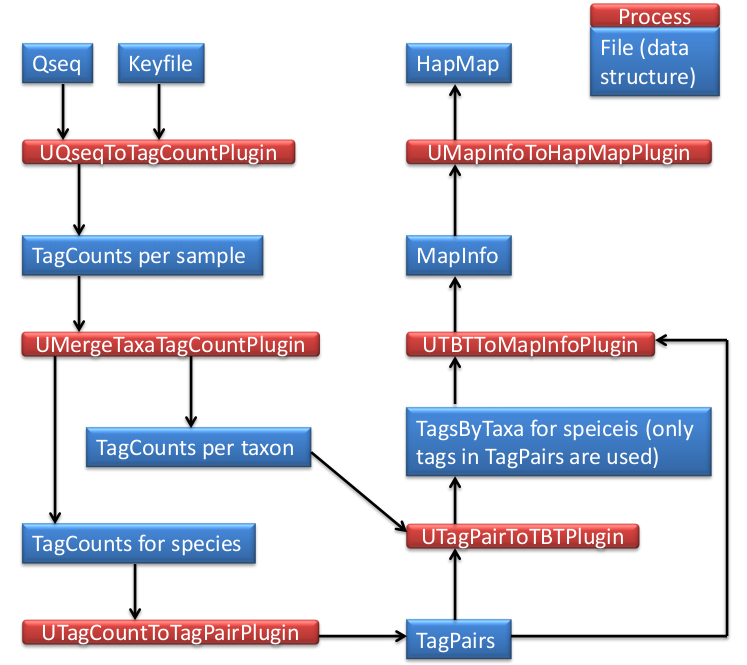 Process
File (data
structure)
Qseq
Keyfile
HapMap
UQseqToTagCountPlugin
UMapInfoToHapMapPlugin
TagCounts per sample
MapInfo
UMergeTaxaTagCountPlugin
UTBTToMapInfoPlugin
TagCounts per taxon
TagsByTaxa for speiceis (only
tags in TagPairs are used)
TagCounts for species
UTagPairToTBTPlugin
UTagCountToTagPairPlugin
TagPairs